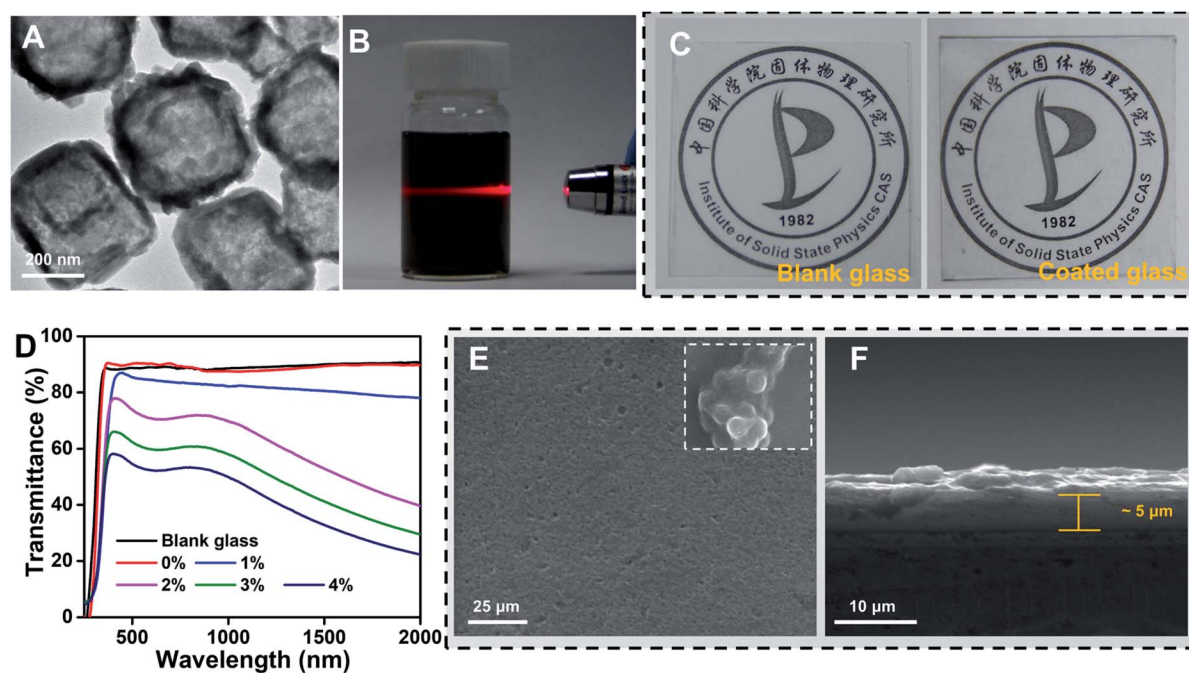 A
200 nm
B
C
中国科学院固体物理研究所
1982
Institute of Solid State Physics CAS
Blank glass
中国科学院固体物理研究所
1982
Institute of Solid State Physics CAS
Coated glass
D
Transmittance (%)
100
80
60
40
20
0
Blank glass
0% 1%
2% 3% 4%
500 1000 1500 2000
Wavelength (nm)
E
25 µm
F
~ 5 µm
10 µm